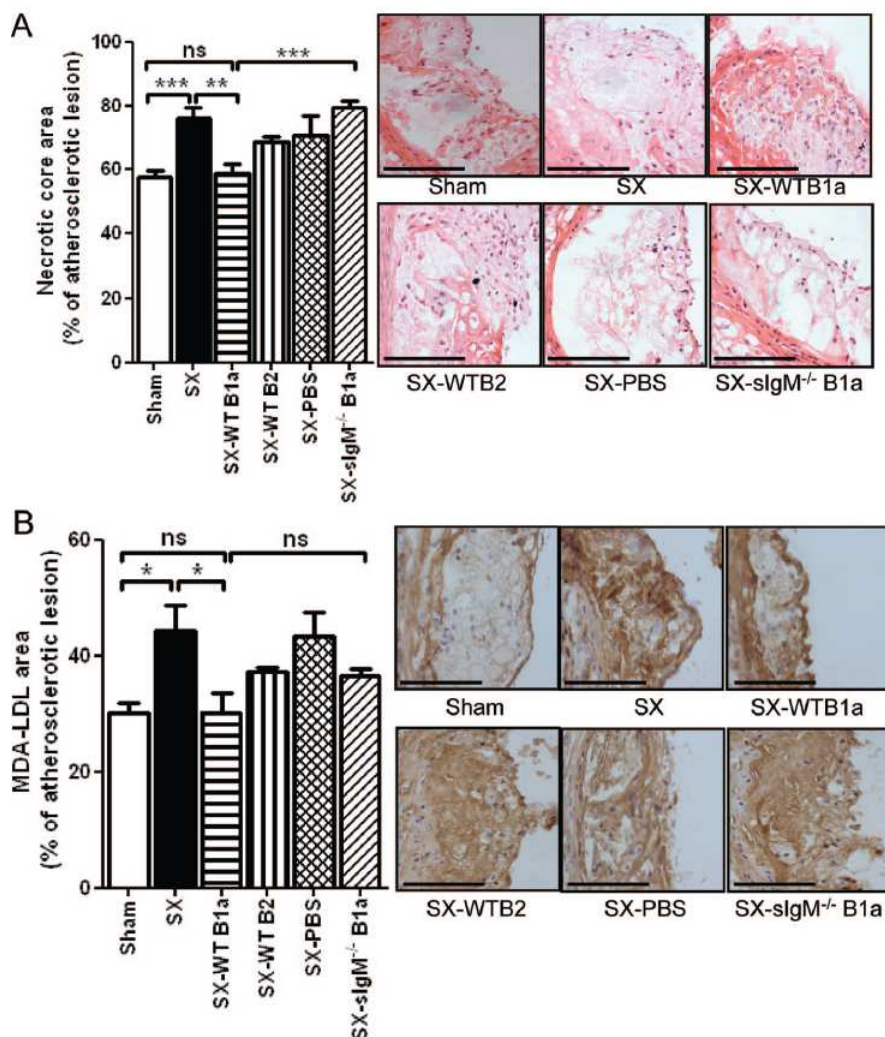 A
Necrotic core area
(% of atherosclerotic lesion)
100
80
60
40
20
0
ns
***
***
**
Sham
SX
SX-WT B1a
SX-WT B2
SX-PBS
SX-sIgM-/- B1a
Sham
SX
SX-WTB1a
SX-WTB2
SX-PBS
SX-sIgM-/- B1a
B
MDA-LDL area
(% of atherosclerotic lesion)
60
40
20
0
ns
ns
*
*
Sham
SX
SX-WT B1a
SX-WT B2
SX-PBS
SX-sIgM-/- B1a
Sham
SX
SX-WTB1a
SX-WTB2
SX-PBS
SX-sIgM-/- B1a